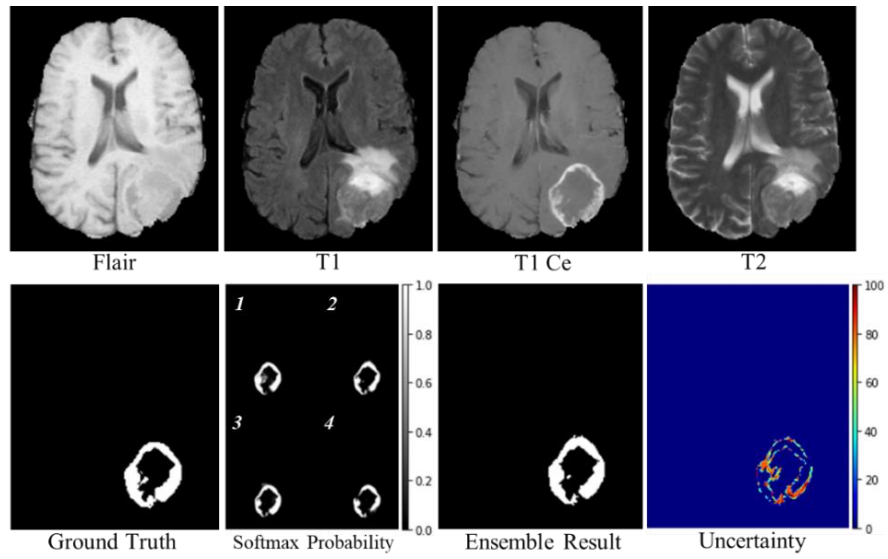 Flair
T1
T1 Ce
T2
1
2
3
4
1.0
0.8
0.6
0.4
0.2
0.0
100
80
60
40
20
0
Ground Truth
Softmax Probability
Ensemble Result
Uncertainty